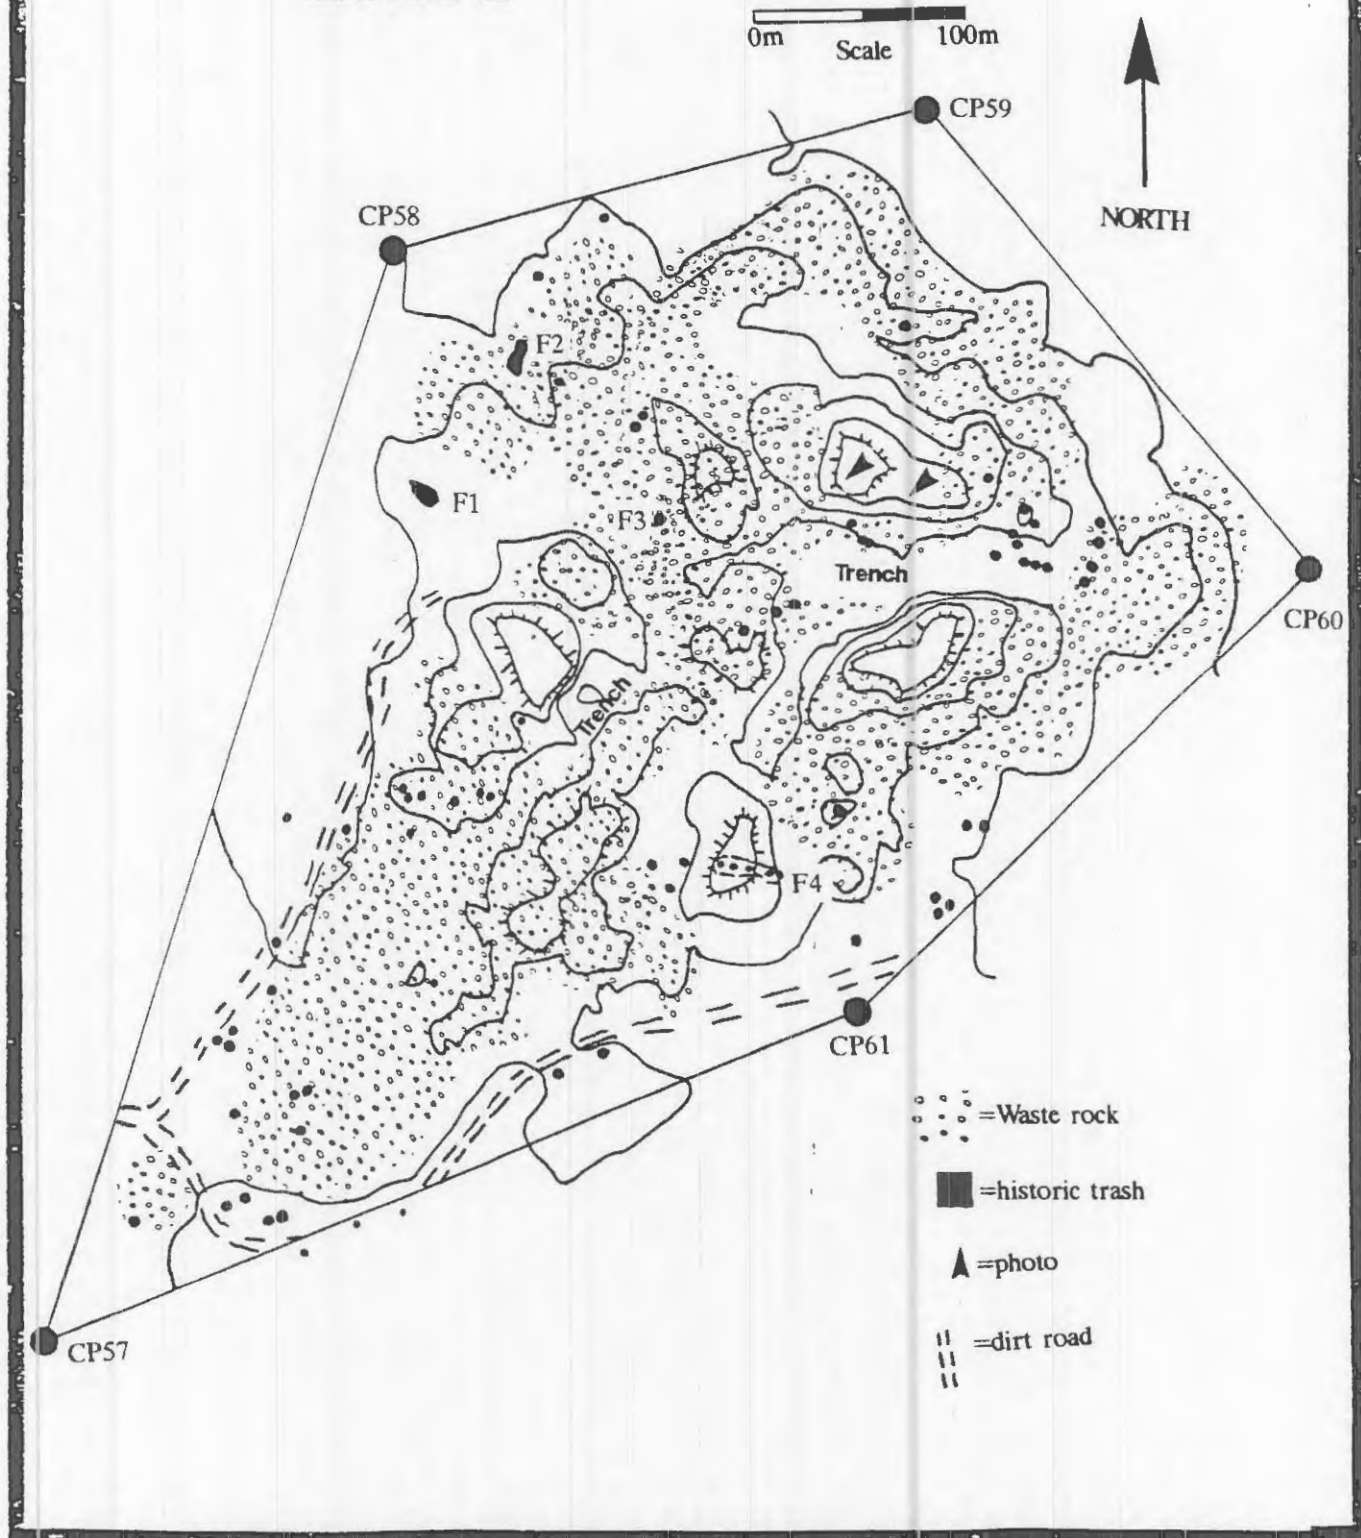 0m 100m
Scale
CP59
NORTH
CP58
F2
F1
F3
Trench
CP60
Trench
F4
CP61
=Waste rock
=historic trash
=photo
=dirt road
CP57